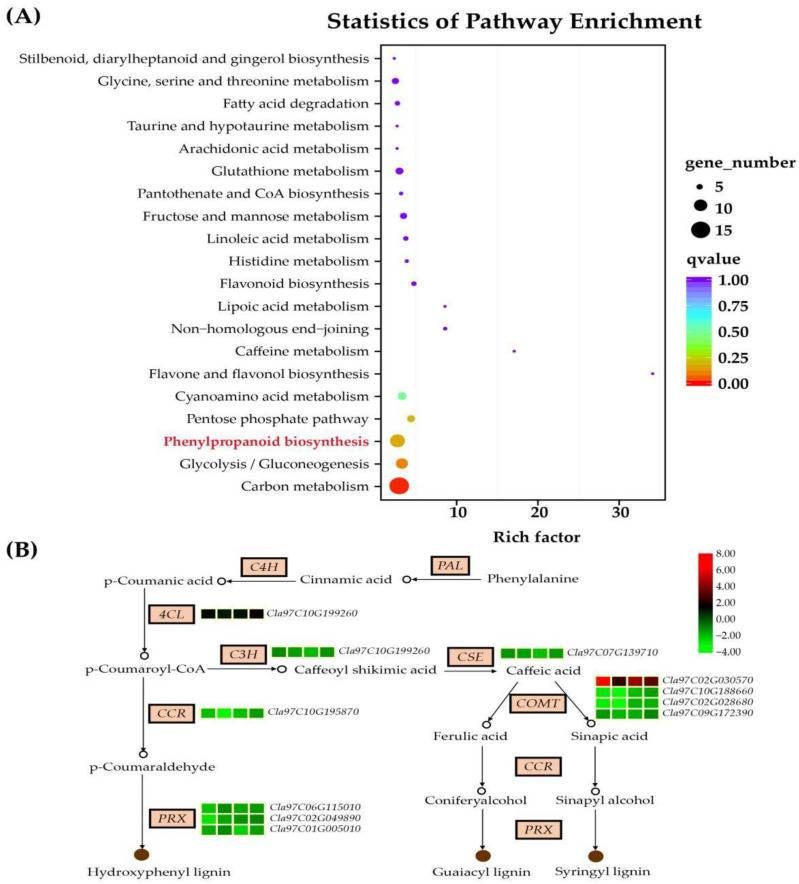 (A)
Statistics of Pathway Enrichment
Stilbenoid, diarylheptanoid and gingerol biosynthesis
Glycine, serine and threonine metabolism
Fatty acid degradation
Taurine and hypotaurine metabolism
Arachidonic acid metabolism
Glutathione metabolism
Pantothenate and CoA biosynthesis
Fructose and mannose metabolism
Linoleic acid metabolism
Histidine metabolism
Flavonoid biosynthesis
Lipoic acid metabolism
Non−homologous end−joining
Caffeine metabolism
Flavone and flavonol biosynthesis
Cyanoamino acid metabolism
Pentose phosphate pathway
Phenylpropanoid biosynthesis
Glycolysis / Gluconeogenesis
Carbon metabolism
10 20 30
Rich factor
gene_number
5
10
15
qvalue
1.00
0.75
0.50
0.25
0.00
(B)
p-Coumanic acid C4H Cinnamic acid PAL Phenylalanine
4CL Cla97C10G199260
p-Coumaroyl-CoA C3H Cla97C10G199260 Caffeoyl shikimic acid CSE Cla97C07G139710 Caffeic acid
8.00
6.00
4.00
2.00
0.00
−2.00
−4.00
CCR Cla97C10G195870
COMT
Cla97C02G030570
Cla97C10G188660
Cla97C02G028680
Cla97C09G172390
Ferulic acid Sinapic acid
p-Coumaraldehyde CCR
Coniferyalcohol Sinapyl alcohol
PRX
Cla97C06G115010
Cla97C02G049890
Cla97C01G005010
PRX
Hydroxyphenyl lignin Guaiacyl lignin Syringyl lignin